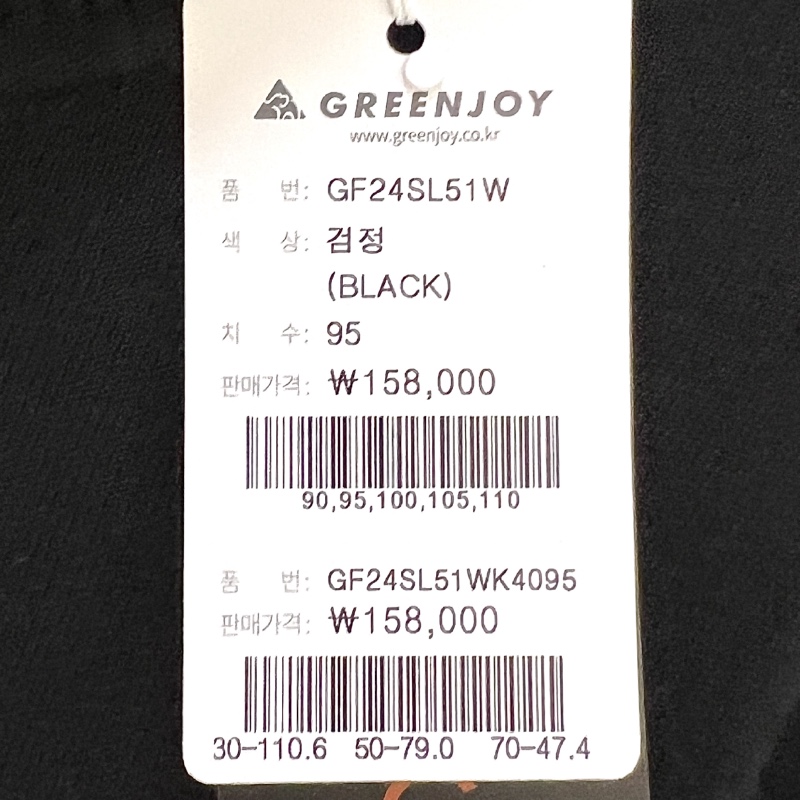 GREENJOY
www.greenjoy.co.kr
품 번: GF24SL51W
색 상: 검정
(BLACK)
치 수: 95
판매가격: ₩158,000
90,95,100,105,110
품 번: GF24SL51WK4095
판매가격: ₩158,000
30-110.6 50-79.0 70-47.4